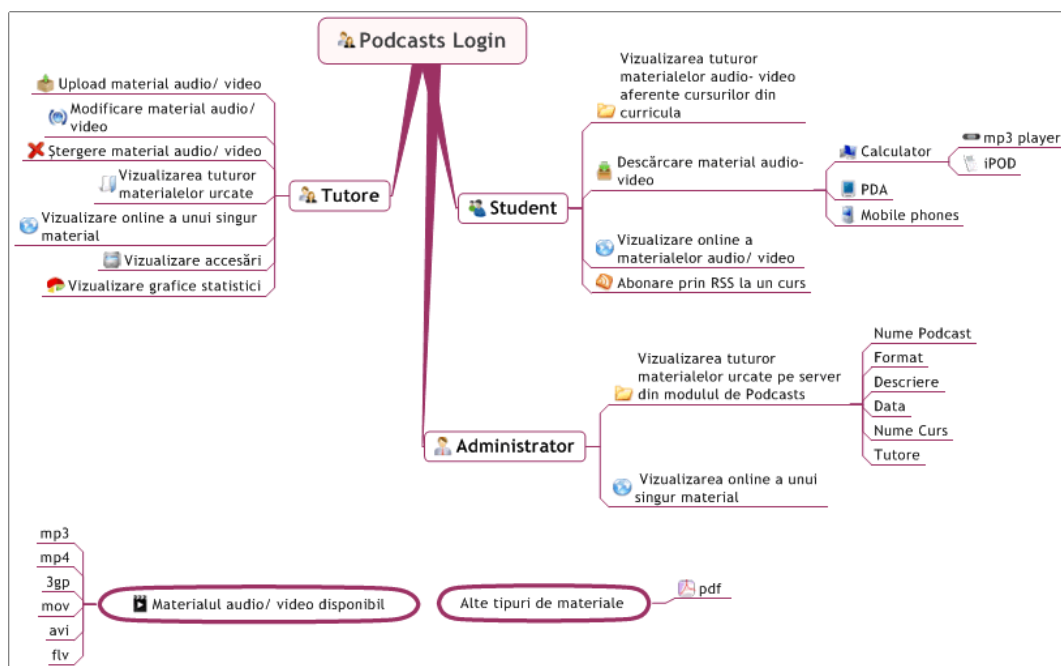 Podcasts Login
Upload material audio/ video
Modificare material audio/
video
Ștergere material audio/ video
Vizualizarea tuturor
materialelor urcate
Vizualizare online a unui singur
material
Vizualizare accesări
Vizualizare grafice statistici
Tutore
Student
Vizualizarea tuturor
materialelor audio- video
aferente cursurilor din
curricula
Descărcare material audio-
video
Calculator
mp3 player
iPOD
PDA
Mobile phones
Vizualizare online a
materialelor audio/ video
Abonare prin RSS la un curs
Administrator
Vizualizarea tuturor
materialelor urcate pe server
din modulul de Podcasts
Nume Podcast
Format
Descriere
Data
Nume Curs
Tutore
Vizualizarea online a unui
singur material
mp3
mp4
3gp
mov
avi
flv
Materialul audio/ video disponibil
Alte tipuri de materiale
pdf